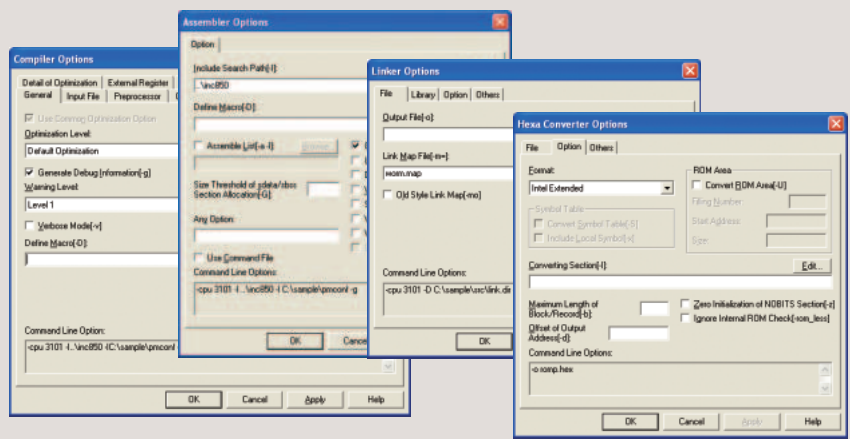 Compiler Options
Detail of Optimization External Register
General Input File Preprocessor
Use Common Optimization Option
Optimization Level:
Default Optimization
Generate Debug Information[-g]
Warning Level:
Level 1
Verbose Mode[-v]
Define Macro[-D]:
Command Line Option:
-cpu 3101 -I..\inc850 -IC:\sample\pmconf
OK Cancel Apply Help
Assembler Options
Option
Include Search Path[-I]:
..\inc850
Define Macro[-D]:
Assemble List[-a -l]: Browse...
Size Threshold of sdata/sbss
Section Allocation[-G]:
Any Option:
Use Command File
Command Line Options:
-cpu 3101 -I...\inc850 -I C:\sample\pmconf -g
OK Cance
Linker Options
File Library Option Others
Output File[-o]:
Link Map File[-m+]:
norm.map
Old Style Link Map[-mo]
Command Line Options:
-cpu 3101 -D C:\sample\src\link.dir
OK
Hexa Converter Options
File Option Others
Format:
Intel Extended
Symbol Table
Convert Symbol Table[-S]
Include Local Symbol[-x]
ROM Area
Convert ROM Area[-U]
Filling Number:
Start Address:
Size:
Converting Section[-I]: Edit...
Maximum Length of
Block/Record[-b]:
Offset of Output
Address[-d]:
Zero Initialization of NOBITS Section[-z]
Ignore Internal ROM Check[-rom_less]
Command Line Options:
-o romp.hex
OK Cancel Apply Help